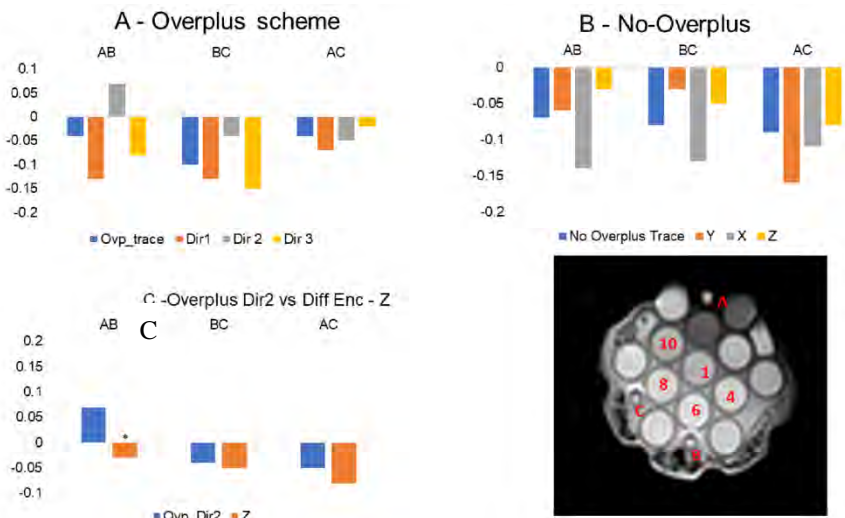 A - Overplus scheme
AB BC AC
0.1
0.05
0
-0.05
-0.1
-0.15
-0.2
Ovp_trace Dir1 Dir 2 Dir 3
B - No-Overplus
AB BC AC
0
-0.05
-0.1
-0.15
-0.2
No Overplus Trace Y X Z
C -Overplus Dir2 vs Diff Enc - Z
AB C BC AC
0.2
0.15
0.1
0.05
0
-0.05
-0.1
*
Ovp_Dir2 Z
A
10
1
8
4
C
6
B